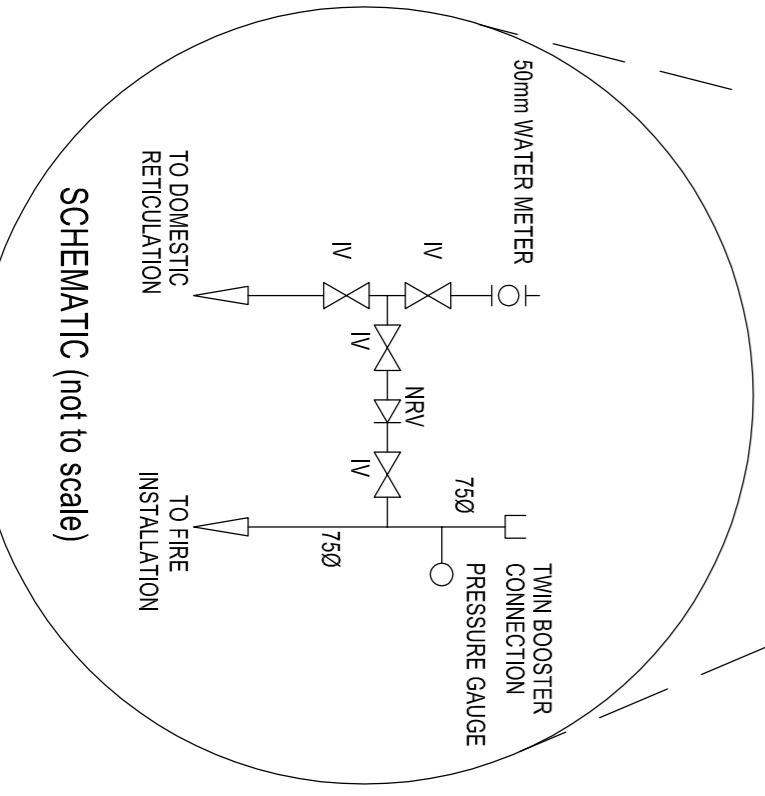 50mm WATER METER
IV
IV
TO DOMESTIC
RETICULATION
IV
NRV
IV
75Ø
TWIN BOOSTER
CONNECTION
PRESSURE GAUGE
75Ø
TO FIRE
INSTALLATION
SCHEMATIC (not to scale)